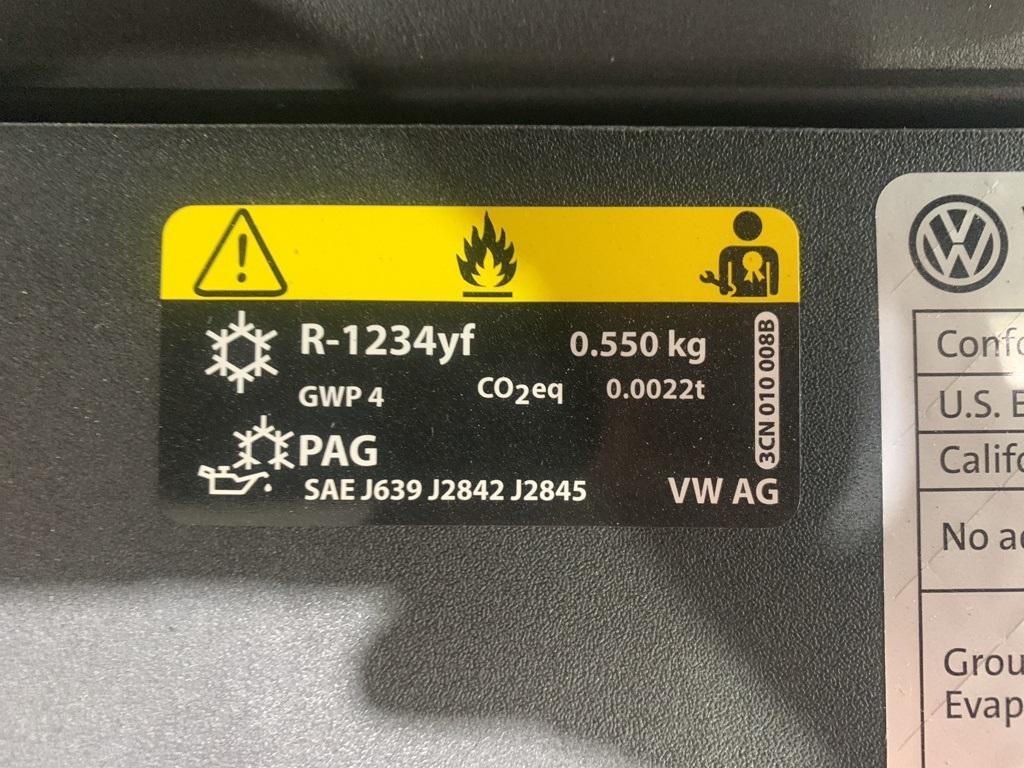 R-1234yf 0.550 kg
GWP 4 CO2eq 0.0022t
PAG
SAE J639 J2842 J2845 VW AG
3CN 010 008B
U.S.
No